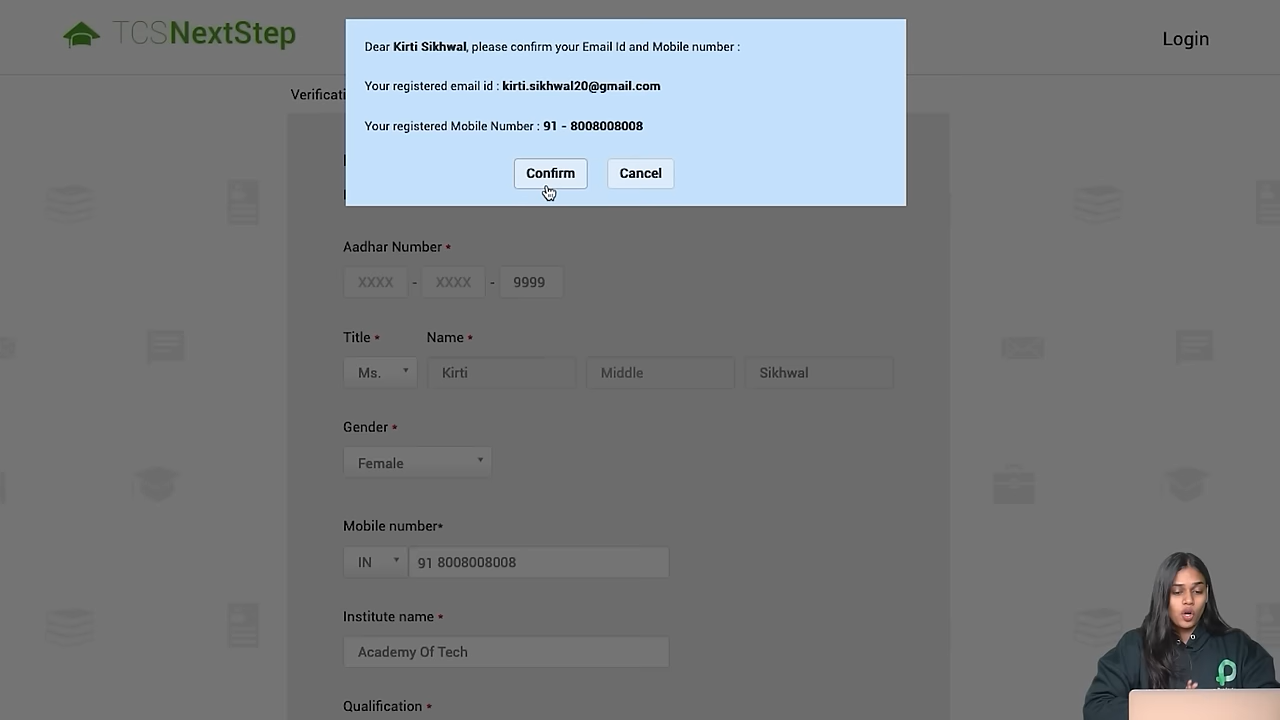 TCSNextStep
Login
Dear Kirti Sikhwal, please confirm your Email Id and Mobile number :
Your registered email id : kirti.sikhwal20@gmail.com
Your registered Mobile Number : 91 - 8008008008
Confirm
Cancel
Aadhar Number *
XXXX - XXXX - 9999
Title * Name *
Ms. Kirti Middle Sikhwal
Gender *
Female
Mobile number*
IN 91 8008008008
Institute name *
Academy Of Tech
Qualification *